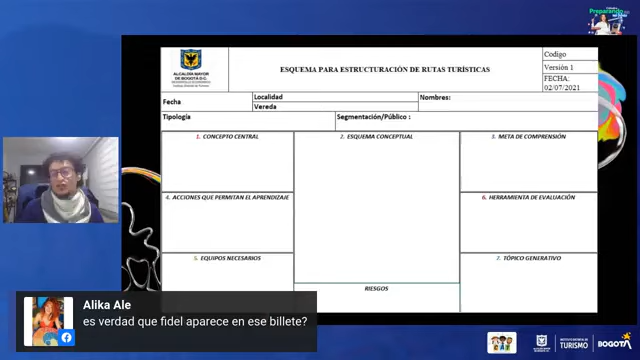 Preparando
ALCALDÍA MAYOR
DE BOGOTÁ D.C.
ESQUEMA PARA ESTRUCTURACIÓN DE RUTAS TURÍSTICAS
Codigo
Versión 1
FECHA:
02/07/2021
Fecha
Localidad
Vereda
Nombres:
Tipología
Segmentación/Público :
1. CONCEPTO CENTRAL
2. ESQUEMA CONCEPTUAL
3. META DE COMPRENSIÓN
4. ACCIONES QUE PERMITAN EL APRENDIZAJE
6. HERRAMIENTA DE EVALUACIÓN
5. EQUIPOS NECESARIOS
7. TÓPICO GENERATIVO
RIESGOS
Alika Ale
es verdad que fidel aparece en ese billete?
TURISMO
BOGOTÁ